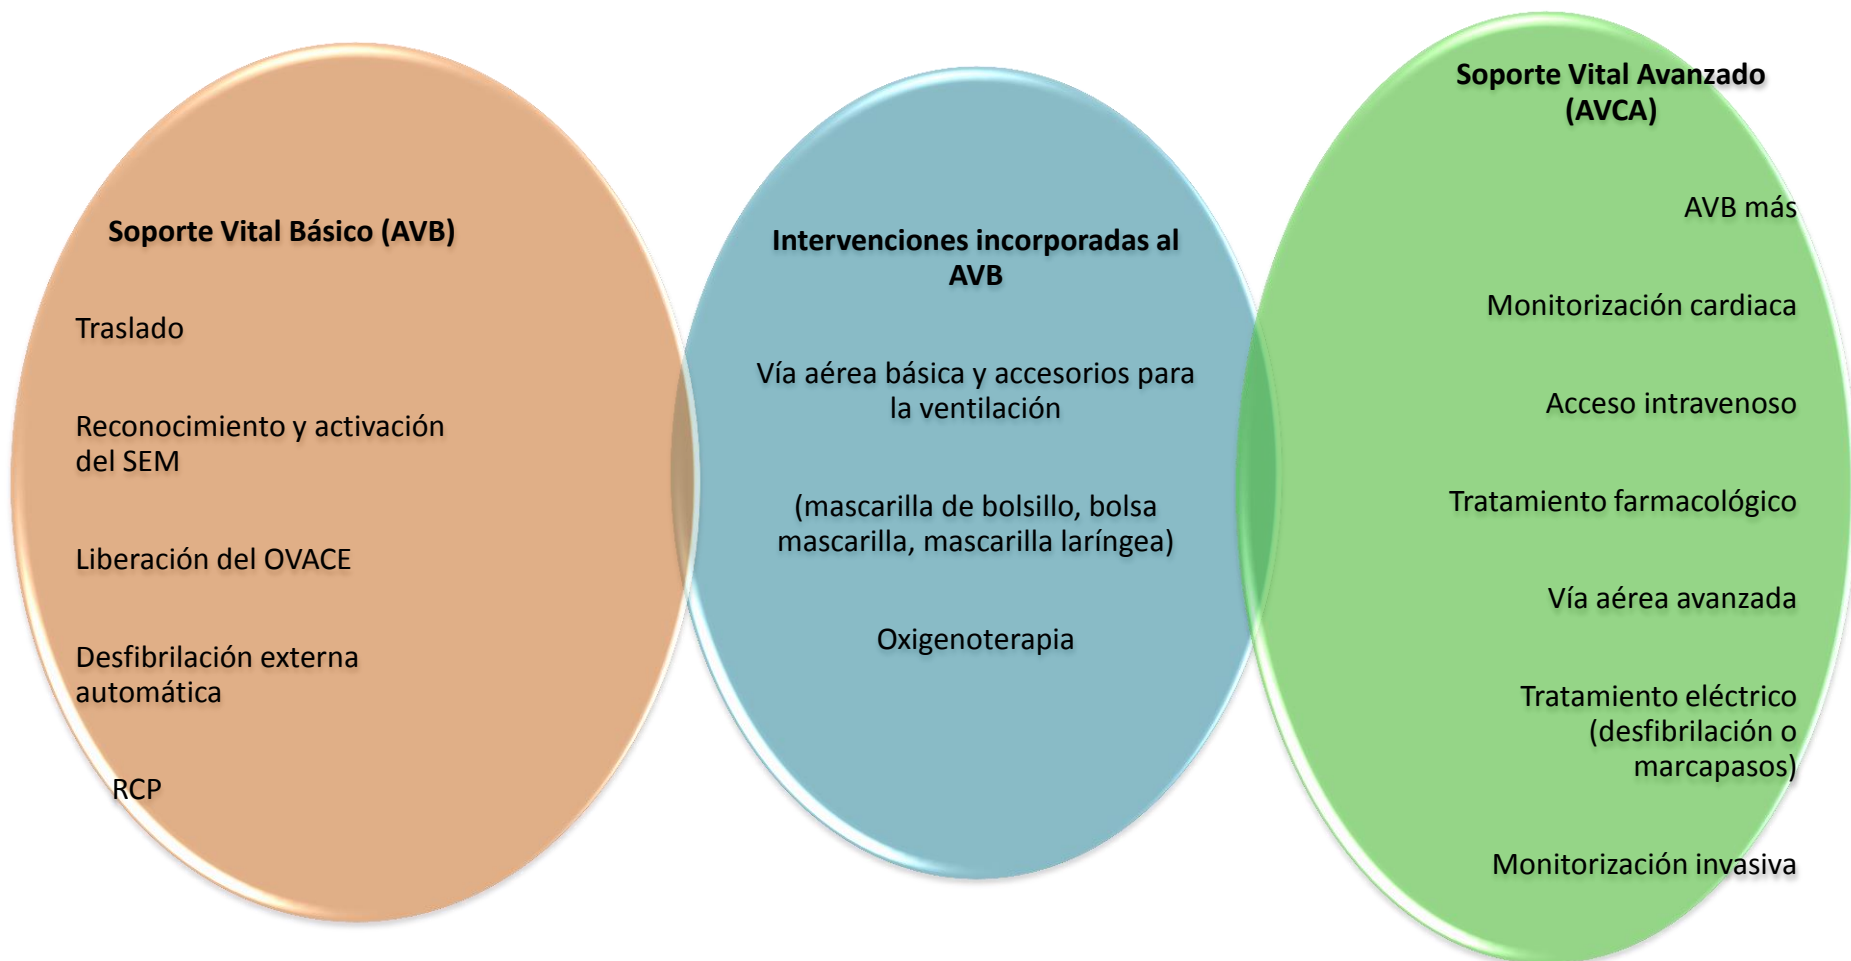 Soporte Vital Básico (AVB)
Traslado
Reconocimiento y activación
del SEM
Liberación del OVACE
Desfibrilación externa
automática
RCP
Intervenciones incorporadas al
AVB
Vía aérea básica y accesorios para
la ventilación
(mascarilla de bolsillo, bolsa
mascarilla, mascarilla laríngea)
Oxigenoterapia
Soporte Vital Avanzado
(AVCA)
AVB más
Monitorización cardiaca
Acceso intravenoso
Tratamiento farmacológico
Vía aérea avanzada
Tratamiento eléctrico
(desfibrilación o
marcapasos)
Monitorización invasiva